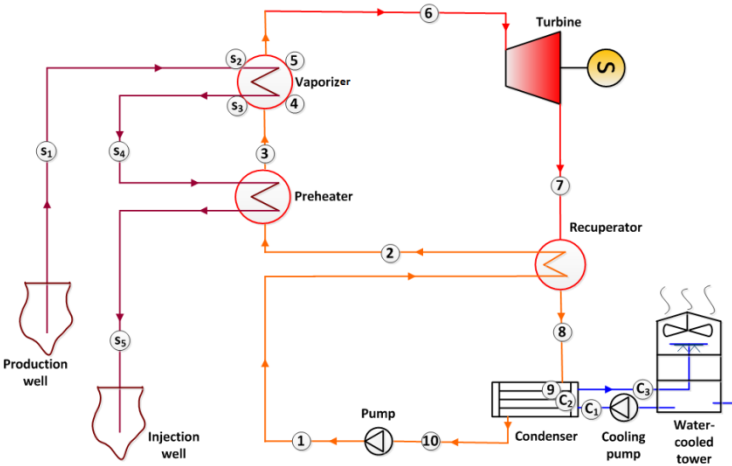 6
Turbine
S₂
5
S
Vaporizer
S₃
4
S₁
S₄
3
7
Preheater
Recuperator
2
8
S₅
Production
well
9
C₃
C₂
C₁
Pump
1
10
Condenser
Cooling
pump
Water-
cooled
tower
Injection
well